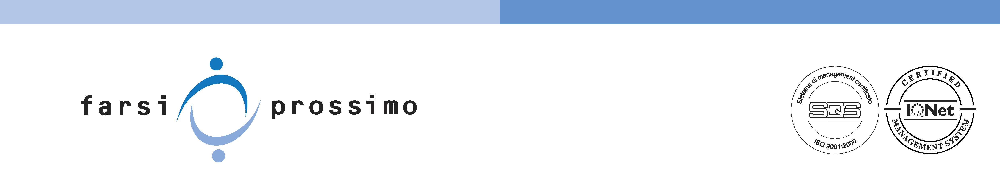 farsi prossimo
Sistema di management certificato
SQS
ISO 9001:2000
CERTIFIED
IQNet
MANAGEMENT SYSTEM